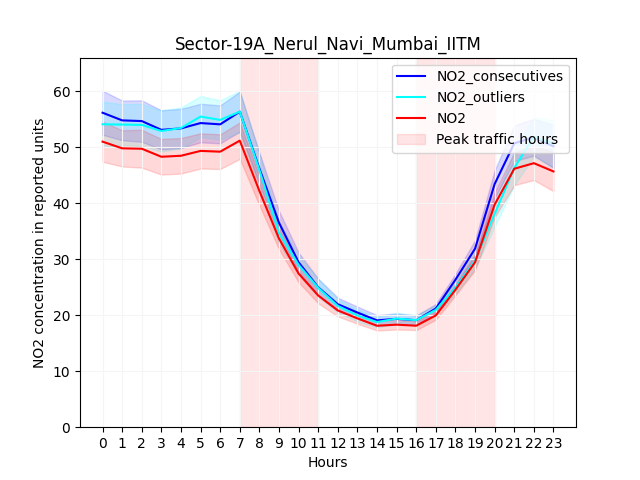 Sector-19A_Nerul_Navi_Mumbai_IITM
NO2 concentration in reported units
60
50
40
30
20
10
0
NO2_consecutives
NO2_outliers
NO2
Peak traffic hours
0 1 2 3 4 5 6 7 8 9 10 11 12 13 14 15 16 17 18 19 20 21 22 23
Hours